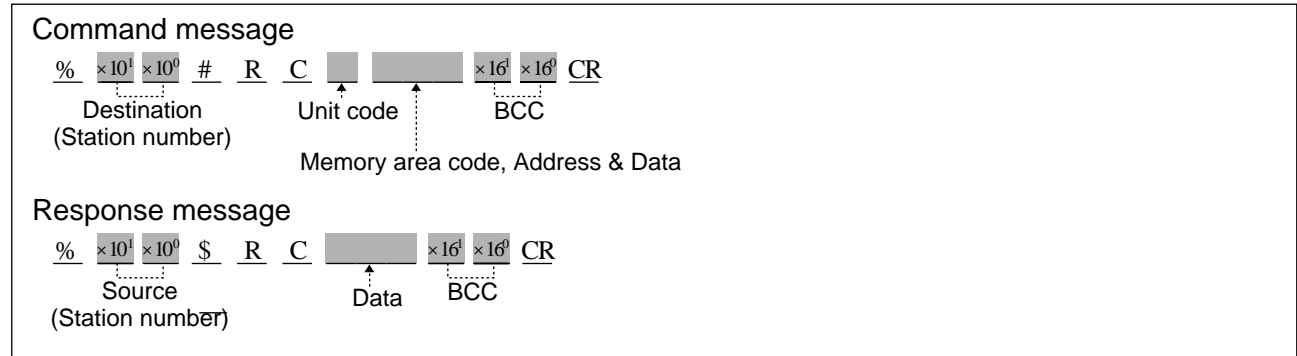 Command message
% ×10¹ ×10⁰ # R C ×16¹ ×16⁰ CR
Destination Unit code BCC
(Station number)
Memory area code, Address & Data
Response message
% ×10¹ ×10⁰ $ R C ×16¹ ×16⁰ CR
Source Data BCC
(Station number)